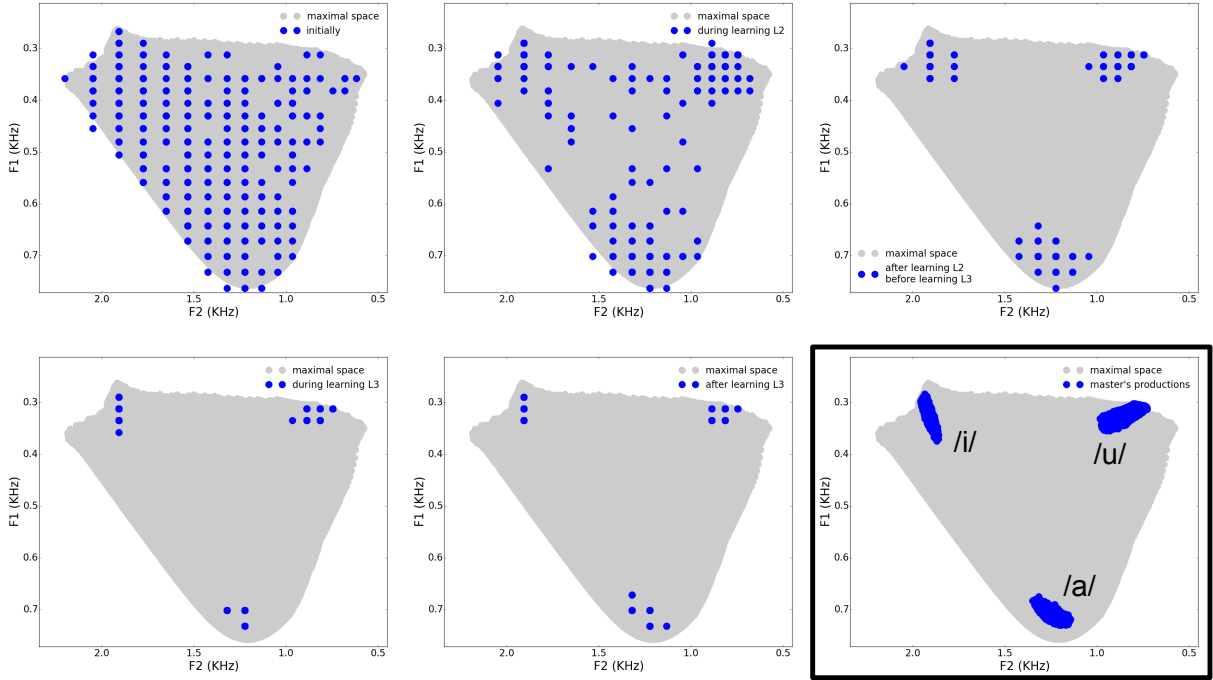 maximal space
initially
0.3
0.4
0.5
0.6
0.7
F1 (KHz)
2.0
1.5
1.0
0.5
F2 (KHz)
maximal space
during learning L2
0.3
0.4
0.5
0.6
0.7
F1 (KHz)
2.0
1.5
1.0
0.5
F2 (KHz)
0.3
0.4
0.5
0.6
0.7
F1 (KHz)
maximal space
after learning L2
before learning L3
2.0
1.5
1.0
0.5
F2 (KHz)
maximal space
during learning L3
0.3
0.4
0.5
0.6
0.7
F1 (KHz)
2.0
1.5
1.0
0.5
F2 (KHz)
maximal space
after learning L3
0.3
0.4
0.5
0.6
0.7
F1 (KHz)
2.0
1.5
1.0
0.5
F2 (KHz)
maximal space
master's productions
0.3
0.4
0.5
0.6
0.7
F1 (KHz)
/i/
/u/
/a/
2.0
1.5
1.0
0.5
F2 (KHz)